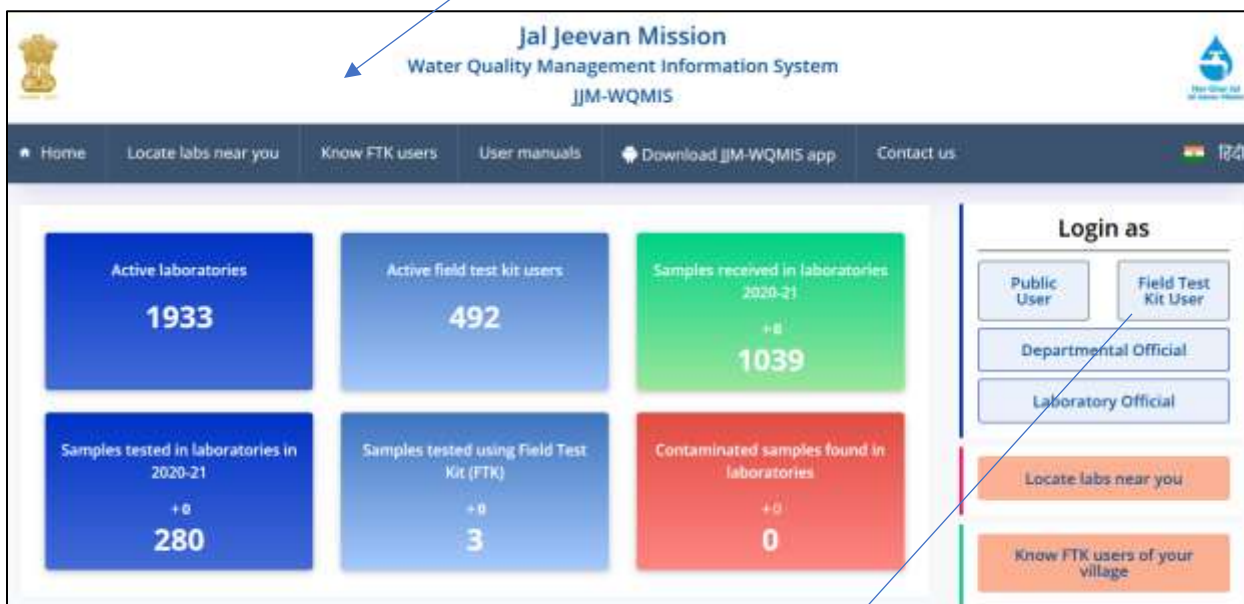 Jal Jeevan Mission
Water Quality Management Information System
JJM-WQMIS
Home
Locate labs near you
Know FTK users
User manuals
Download JJM-WQMIS app
Contact us
हिंदी
Active laboratories
1933
Active field test kit users
492
Samples received in laboratories
2020-21
+0
1039
Samples tested in laboratories in
2020-21
+0
280
Samples tested using Field Test
Kit (FTK)
+0
3
Contaminated samples found in
laboratories
+0
0
Login as
Public
User
Field Test
Kit User
Departmental Official
Laboratory Official
Locate labs near you
Know FTK users of your
village